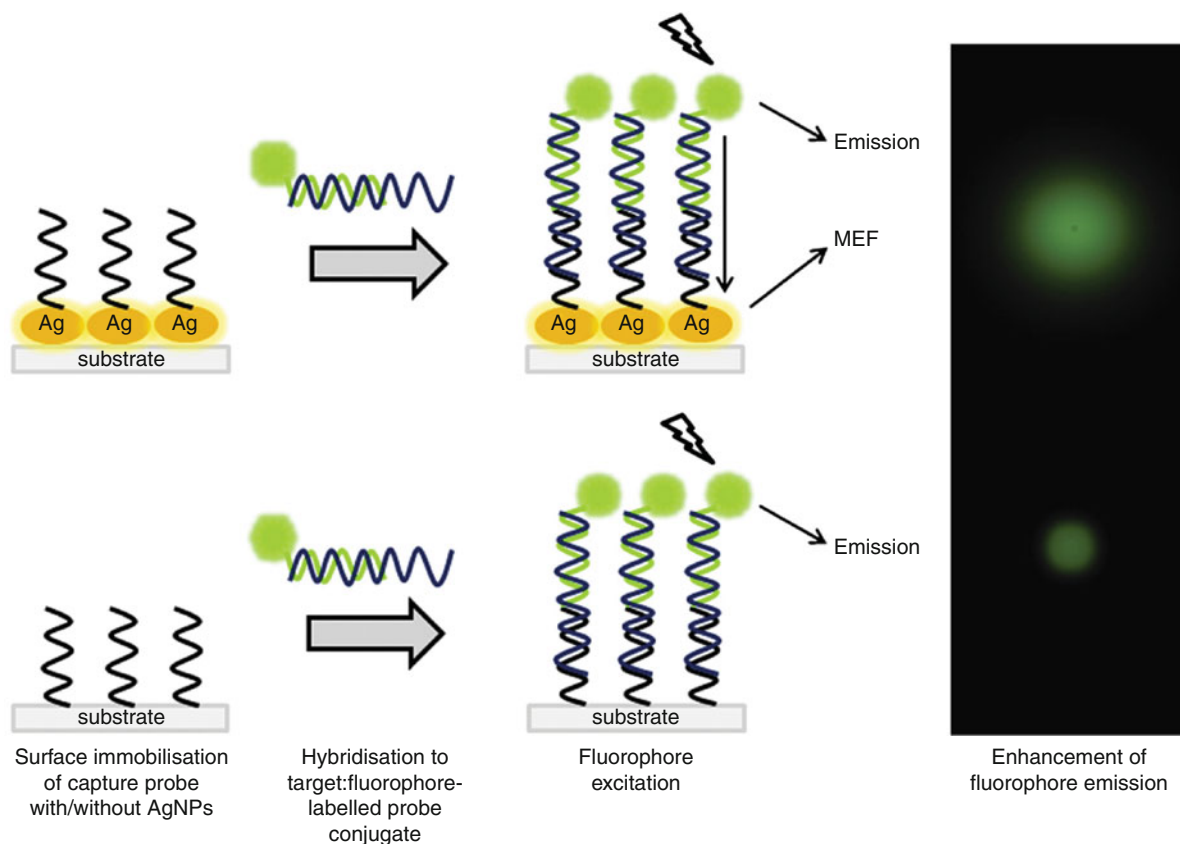 Emission
MEF
Ag Ag Ag
substrate
Ag Ag Ag
substrate
Emission
substrate
substrate
Surface immobilisation
of capture probe
with/without AgNPs
Hybridisation to
target:fluorophore-
labelled probe
conjugate
Fluorophore
excitation
Enhancement of
fluorophore emission